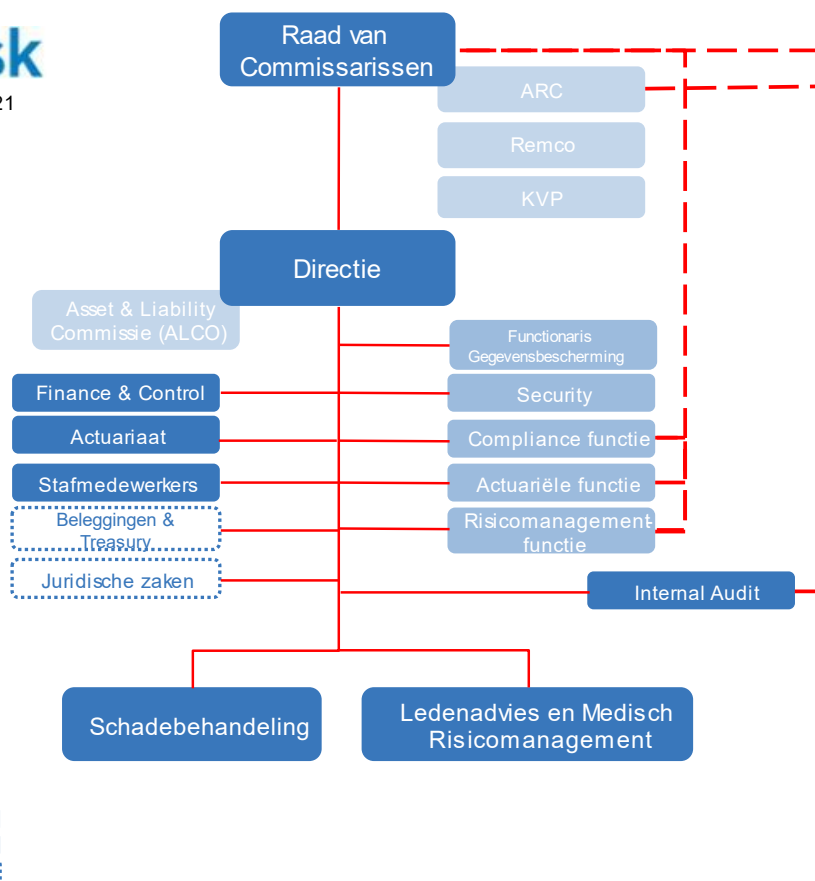 sk
21
Raad van
Commissarissen
ARC
Remco
KVP
Directie
Asset & Liability
Commissie (ALCO)
Functionaris
Gegevensbescherming
Finance & Control
Security
Actuariaat
Compliance functie
Stafmedewerkers
Actuariële functie
Beleggingen &
Treasury
Risicomanagement-
functie
Juridische zaken
Internal Audit
Schadebehandeling
Ledenadvies en Medisch
Risicomanagement